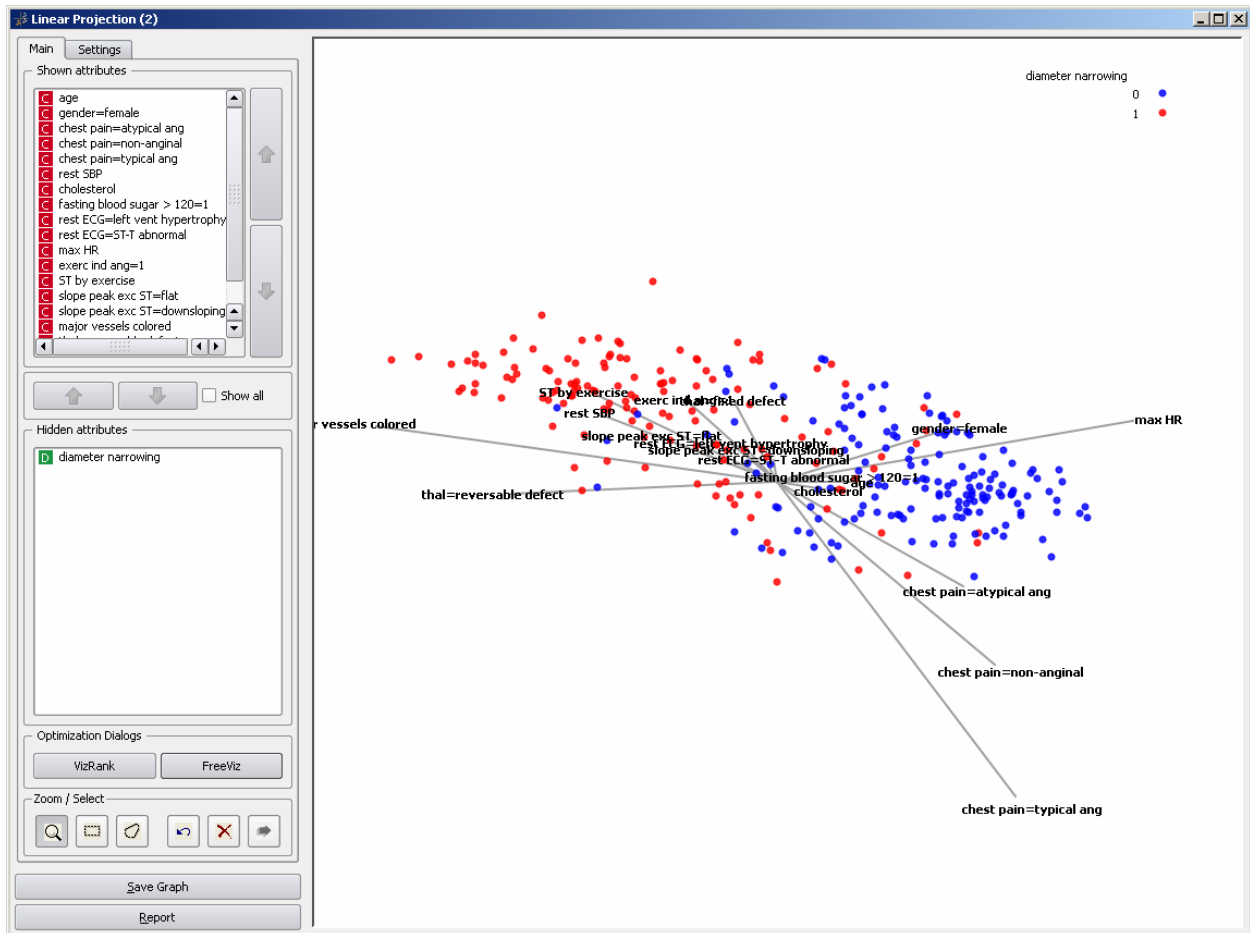 Linear Projection (2)
Main
Settings
Shown attributes
C age
C gender=female
C chest pain=atypical ang
C chest pain=non-anginal
C chest pain=typical ang
C rest SBP
C cholesterol
C fasting blood sugar > 120=1
C rest ECG=left vent hypertrophy
C rest ECG=ST-T abnormal
C max HR
C exerc ind ang=1
C ST by exercise
C slope peak exc ST=flat
C slope peak exc ST=downsloping
C major vessels colored
Show all
Hidden attributes
D diameter narrowing
Optimization Dialogs
VizRank
FreeViz
Zoom / Select
Save Graph
Report
diameter narrowing
0
1
ST by exercise
exerc ind
thal=fixed defect
rest SBP
r vessels colored
max HR
gender=female
slope peak exc ST=flat
rest ECG=left vent hypertrophy
slope peak exc ST=downsloping
rest ECG=ST-T abnormal
fasting blood sugar > 120=1
age
cholesterol
thal=reversable defect
chest pain=atypical ang
chest pain=non-anginal
chest pain=typical ang